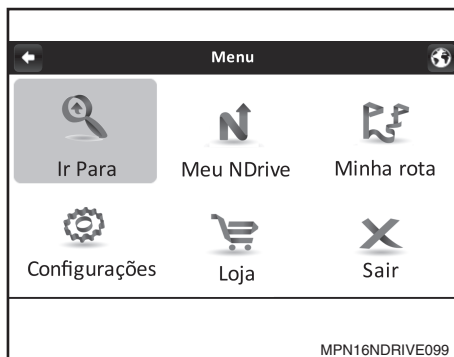 Menu
Ir Para
Meu NDrive
Minha rota
Configurações
Loja
Sair
MPN16NDRIVE099